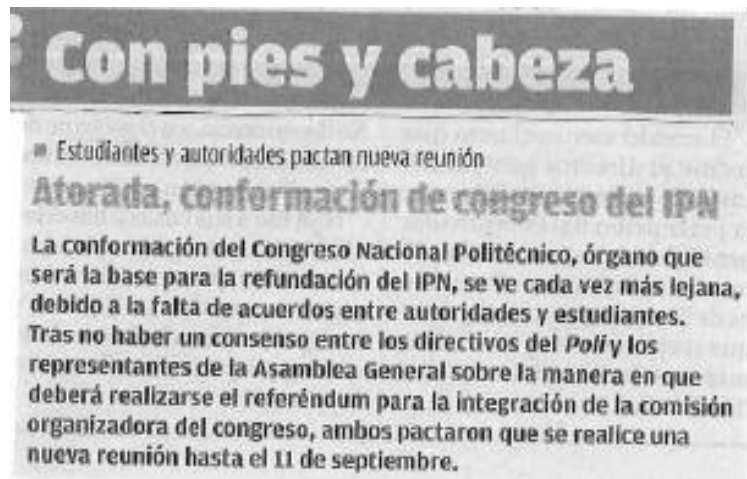 Con pies y cabeza
Estudiantes y autoridades pactan nueva reunión
Atorada, conformación de congreso del IPN
La conformación del Congreso Nacional Politécnico, órgano que
será la base para la refundación del IPN, se ve cada vez más lejana,
debido a la falta de acuerdos entre autoridades y estudiantes.
Tras no haber un consenso entre los directivos del Poli y los
representantes de la Asamblea General sobre la manera en que
deberá realizarse el referéndum para la integración de la comisión
organizadora del congreso, ambos pactaron que se realice una
nueva reunión hasta el 11 de septiembre.